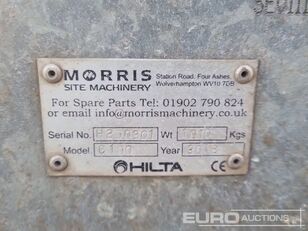 MORRIS
SITE MACHINERY
Station Road, Four Ashes,
Wolverhampton WV10 7DB
For Spare Parts Tel: 01902 790 824
or email info@morrismachinery.co.uk
Serial No.
Kgs
Model
Year
HILTA CE
EURO
AUCTIONS